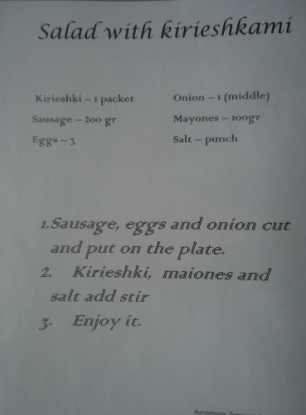 Salad with kirieshkami
Kirieshki – 1 packet
Onion – 1 (middle)
Sausage – 200 gr
Mayones – 100gr
Eggs – 3
Salt – punch
1.Sausage, eggs and onion cut
and put on the plate.
2. Kirieshki, maiones and
salt add stir
3. Enjoy it.